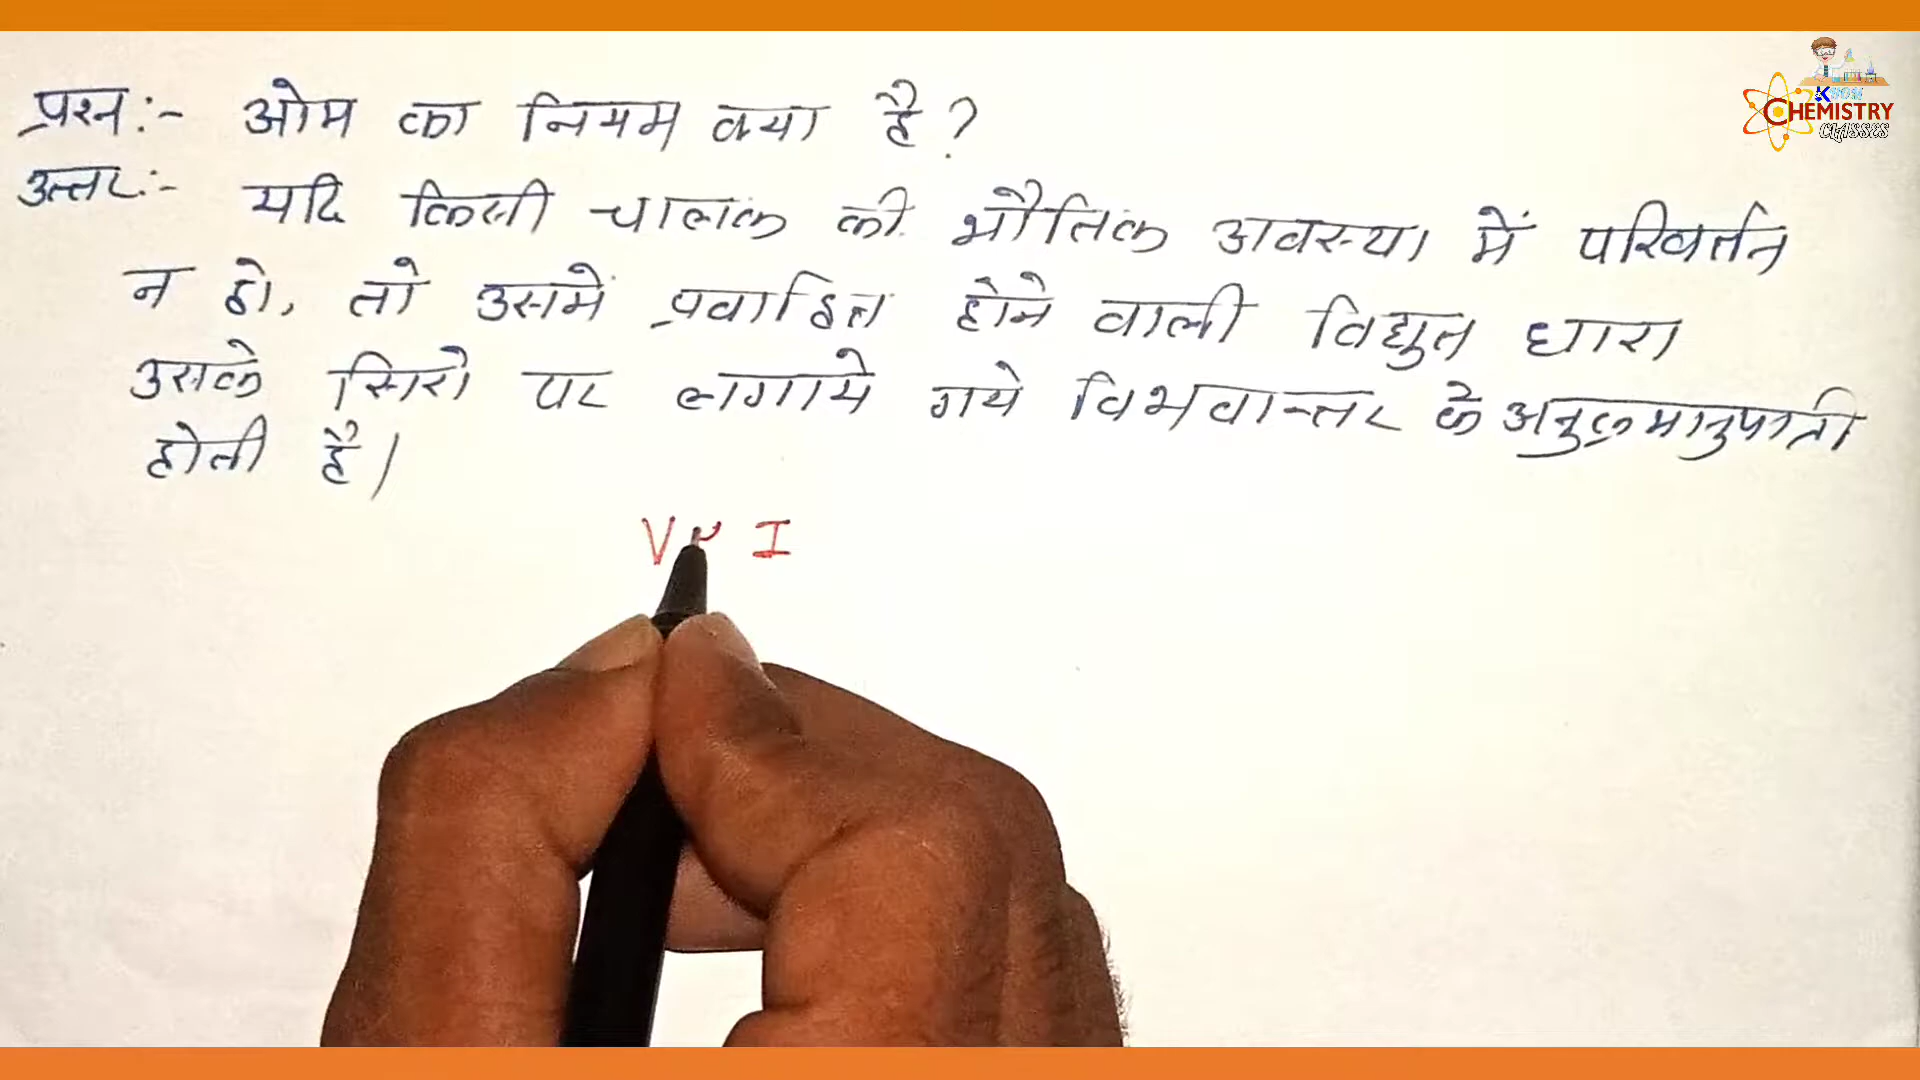 प्रश्न:- ओम का नियम क्या है?
उत्तर:- यदि किसी चालक की भौतिक अवस्था में परिवर्तन
न हो, तो उसमें प्रवाहित होने वाली विद्युत धारा
उसके सिरो पर लगाये गये विभवान्तर के अनुक्रमानुपाती
होती है।
V I
KNOW
CHEMISTRY
CLASSES